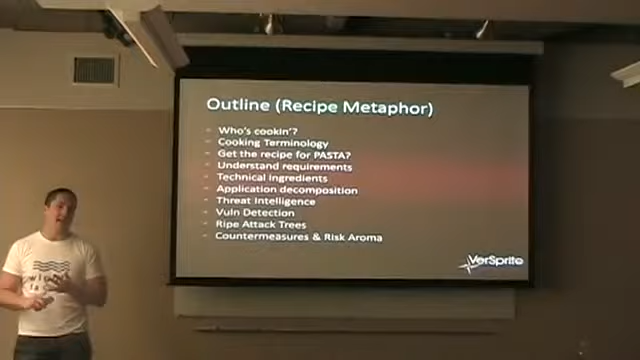 Outline (Recipe Metaphor)
Who's cookin'?
Cooking Terminology
Get the recipe for PASTA?
Understand requirements
Technical ingredients
Application decomposition
Threat Intelligence
Vuln Detection
Ripe Attack Trees
Countermeasures & Risk Aroma
VerSprite